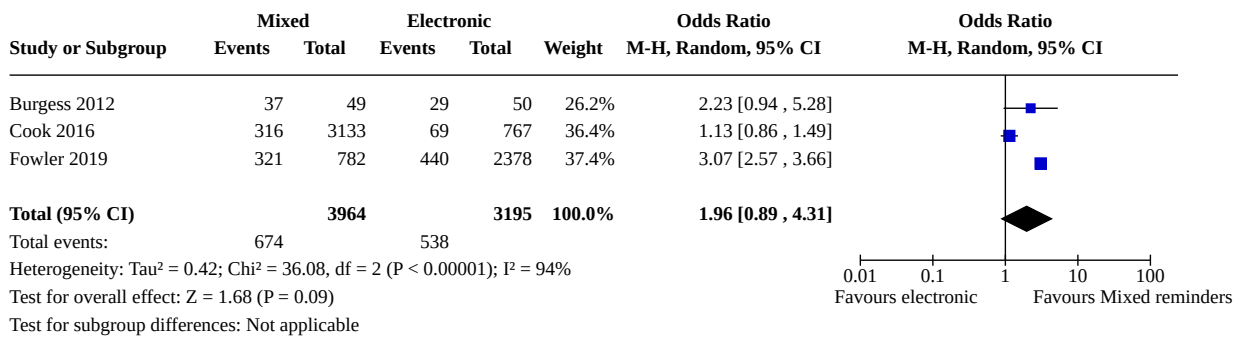 Mixed Electronic Odds Ratio Odds Ratio
Study or Subgroup Events Total Events Total Weight M-H, Random, 95% CI M-H, Random, 95% CI
Burgess 2012 37 49 29 50 26.2% 2.23 [0.94 , 5.28]
Cook 2016 316 3133 69 767 36.4% 1.13 [0.86 , 1.49]
Fowler 2019 321 782 440 2378 37.4% 3.07 [2.57 , 3.66]
Total (95% CI) 3964 3195 100.0% 1.96 [0.89 , 4.31]
Total events: 674 538
Heterogeneity: Tau² = 0.42; Chi² = 36.08, df = 2 (P < 0.00001); I² = 94%
Test for overall effect: Z = 1.68 (P = 0.09)
Test for subgroup differences: Not applicable
0.01 0.1 1 10 100
Favours electronic Favours Mixed reminders